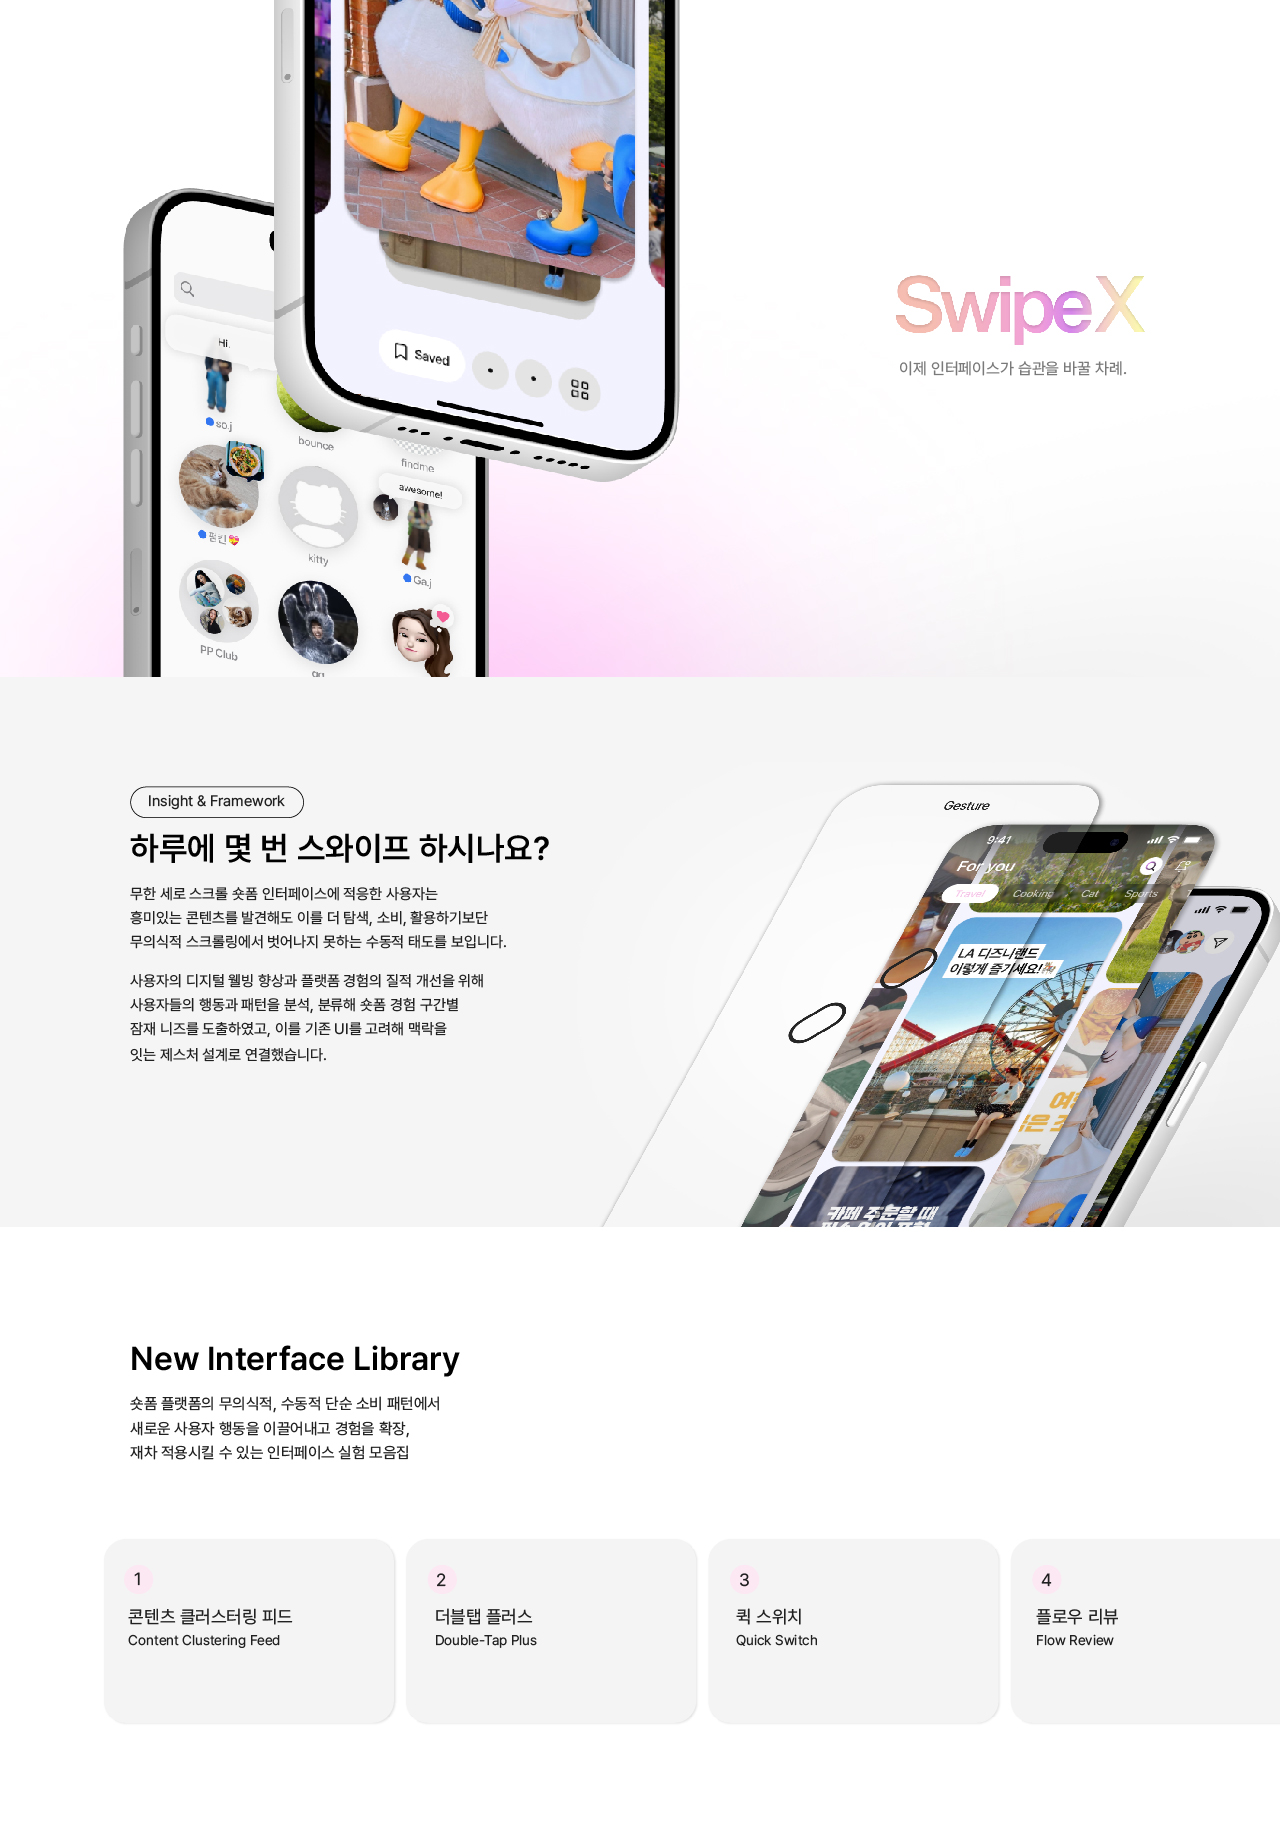 SwipeX
이제 인터페이스가 습관을 바꿀 차례.
Hi.
Saved
so.j
bounce
findme
awesome!
펌킨💝
kitty
Ga.j
PP Club
Insight & Framework
하루에 몇 번 스와이프 하시나요?
무한 세로 스크롤 숏폼 인터페이스에 적응한 사용자는
흥미있는 콘텐츠를 발견해도 이를 더 탐색, 소비, 활용하기보단
무의식적 스크롤링에서 벗어나지 못하는 수동적 태도를 보입니다.
사용자의 디지털 웰빙 향상과 플랫폼 경험의 질적 개선을 위해
사용자들의 행동과 패턴을 분석, 분류해 숏폼 경험 구간별
잠재 니즈를 도출하였고, 이를 기존 UI를 고려해 맥락을
잇는 제스처 설계로 연결했습니다.
Gesture
9:41
For you
Travel Cooking Cat Sports
LA 디즈니랜드
이렇게 즐기세요!
카페 주문할 때
New Interface Library
숏폼 플랫폼의 무의식적, 수동적 단순 소비 패턴에서
새로운 사용자 행동을 이끌어내고 경험을 확장,
재차 적용시킬 수 있는 인터페이스 실험 모음집
1
콘텐츠 클러스터링 피드
Content Clustering Feed
2
더블탭 플러스
Double-Tap Plus
3
퀵 스위치
Quick Switch
4
플로우 리뷰
Flow Review